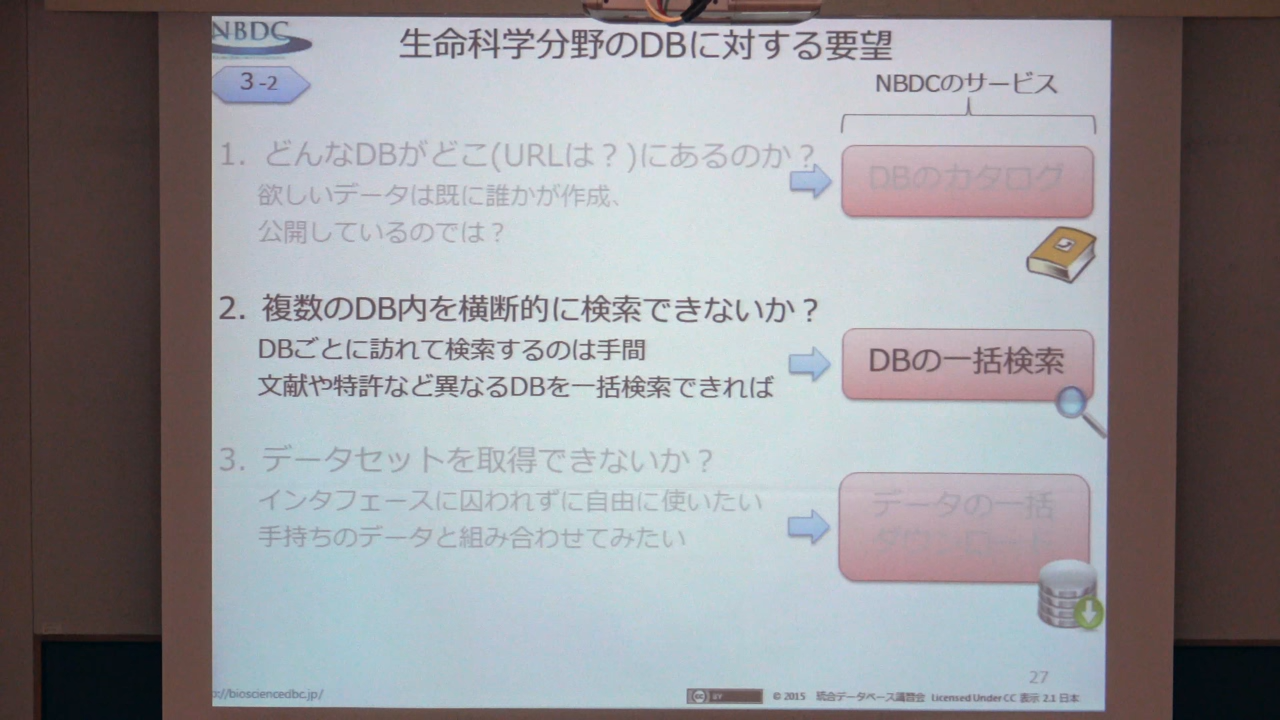 NBDC
生命科学分野のDBに対する要望
3-2
NBDCのサービス
1. どんなDBがどこ(URLは？)にあるのか？
欲しいデータは既に誰かが作成、
公開しているのでは？
DBのカタログ
2. 複数のDB内を横断的に検索できないか？
DBごとに訪れて検索するのは手間
文献や特許など異なるDBを一括検索できれば
DBの一括検索
3. データセットを取得できないか？
インタフェースに囚われずに自由に使いたい
手持ちのデータと組み合わせてみたい
データの一括
ダウンロード
27
://biosciencedbc.jp/
cc BY
© 2015 統合データベース講習会 Licensed Under CC 表示 2.1 日本